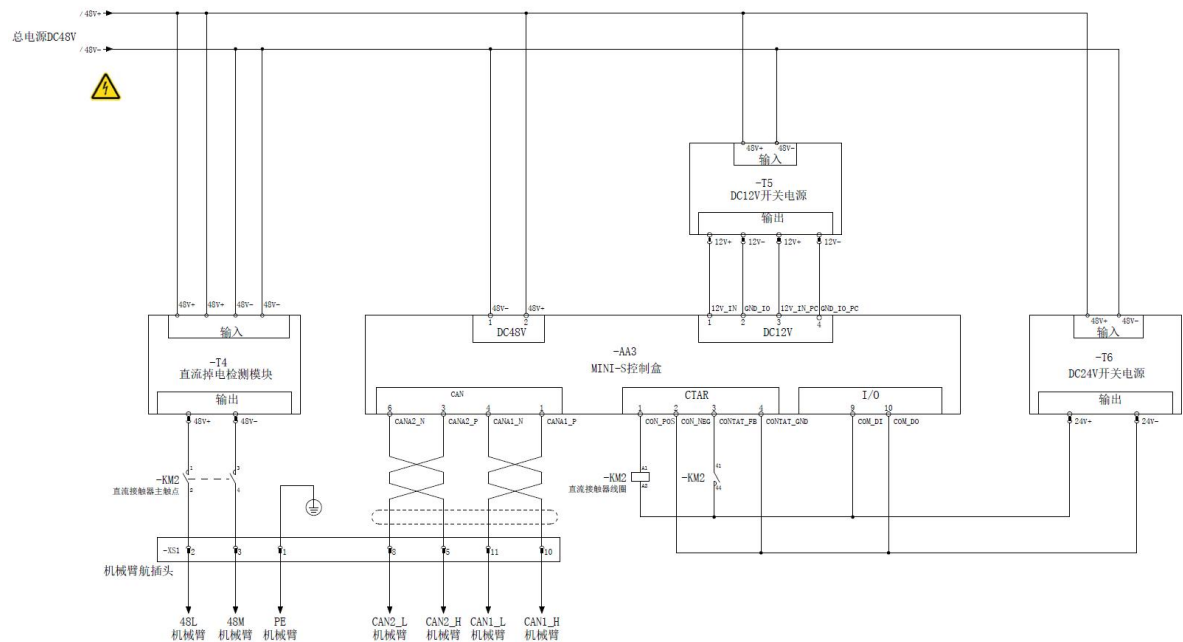 /48V+
总电源DC48V
/48V-
48V+ 48V-
输入
-T5
DC12V开关电源
输出
12V+ 12V- 12V+ 12V-
48V+ 48V+ 48V- 48V-
输入
-T4
直流掉电检测模块
输出
48V+ 48V-
48V- 48V+
1 2
DC48V
12V_IN GND_IO 12V_IN_PC GND_IO_PC
1 2 3 4
DC12V
-AA3
MINI-S控制盒
CAN
6 3 4 1
CANA2_N CANA2_P CANA1_N CANA1_P
CTAR
1 2 3 4
CON_POS CON_NEG CONTAT_FB CONTAT_GND
I/O
9 10
COM_DI COM_DO
48V+ 48V-
输入
-T6
DC24V开关电源
输出
24V+ 24V-
-KM2
直流接触器主触点
1 2 3 4
-KM2
直流接触器线圈
A1
-KM2
44
-XS1
2 3 1 8 5 11 10
机械臂航插头
48L 48M PE CAN2_L CAN2_H CAN1_L CAN1_H
机械臂 机械臂 机械臂 机械臂 机械臂 机械臂 机械臂